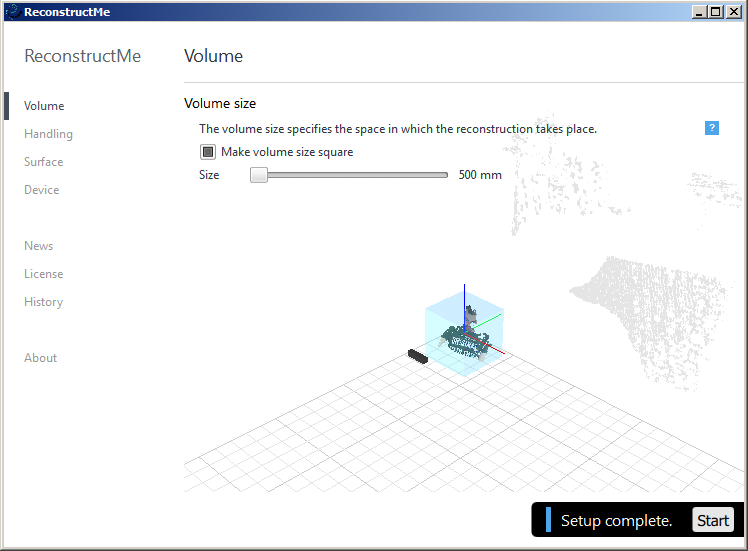 ReconstructMe
ReconstructMe
Volume
Volume
Handling
Surface
Device
News
License
History
About
Volume size
The volume size specifies the space in which the reconstruction takes place.
?
Make volume size square
Size
500 mm
Setup complete.
Start